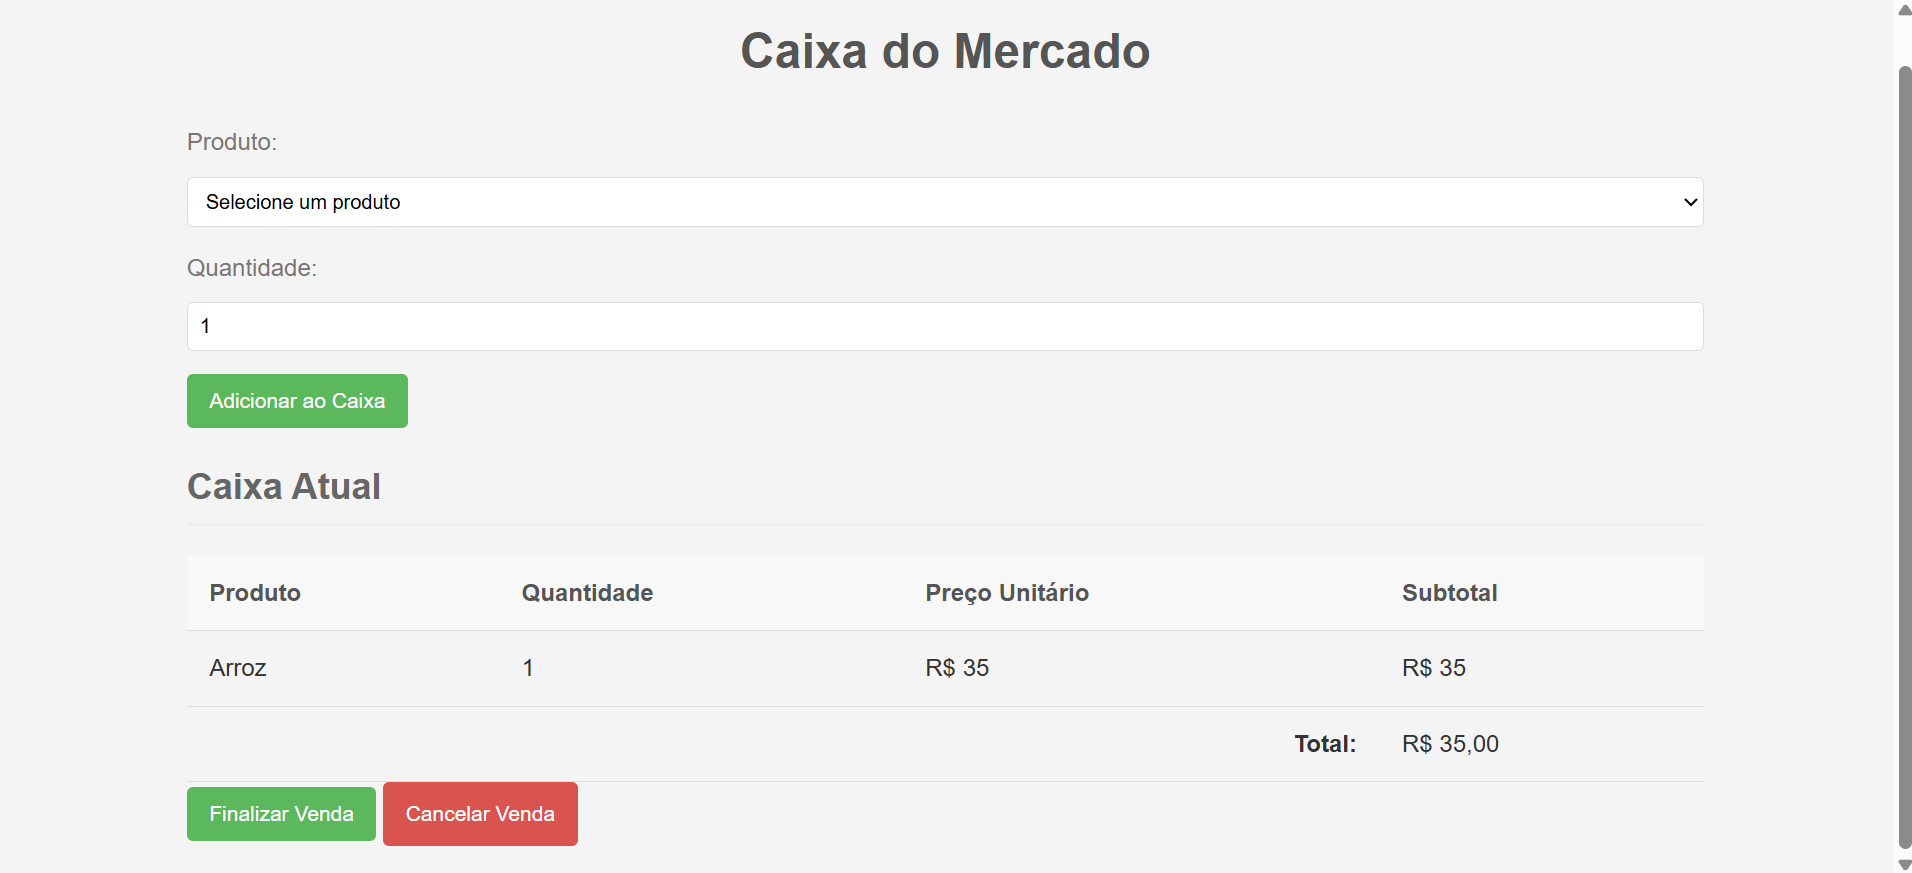 Caixa do Mercado
Produto:
Selecione um produto
Quantidade:
1
Adicionar ao Caixa
Caixa Atual
Produto Quantidade Preço Unitário Subtotal
Arroz 1 R$ 35 R$ 35
Total: R$ 35,00
Finalizar Venda Cancelar Venda